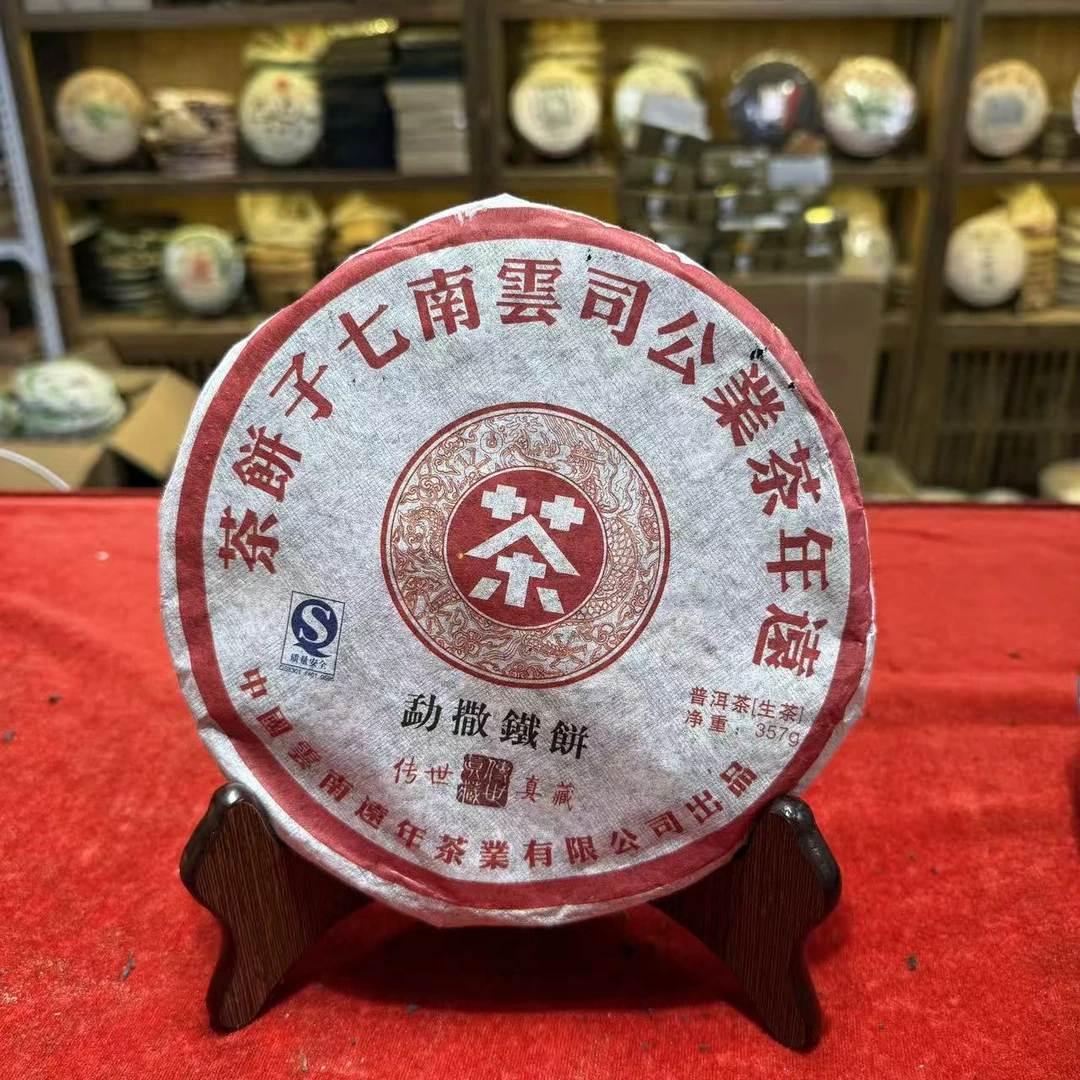 遠年茶業公司雲南七子餅茶
茶
QS
质量安全
普洱茶[生茶]
净重：357g
勐撒鐵餅
传世 真藏
中國雲南遠年茶業有限公司出品